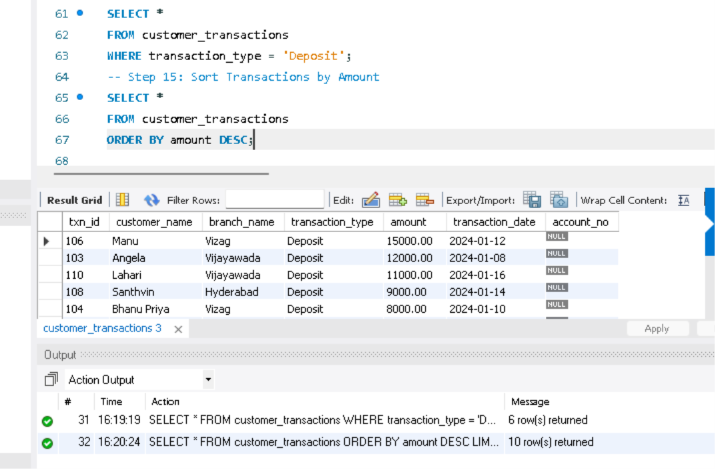 61 SELECT *
62 FROM customer_transactions
63 WHERE transaction_type = 'Deposit';
64 -- Step 15: Sort Transactions by Amount
65 SELECT *
66 FROM customer_transactions
67 ORDER BY amount DESC;
68
Result Grid Filter Rows: Edit: Export/Import: Wrap Cell Content:
txn_id customer_name branch_name transaction_type amount transaction_date account_no
106 Manu Vizag Deposit 15000.00 2024-01-12 NULL
103 Angela Vijayawada Deposit 12000.00 2024-01-08 NULL
110 Lahari Vijayawada Deposit 11000.00 2024-01-16 NULL
108 Santhvin Hyderabad Deposit 9000.00 2024-01-14 NULL
104 Bhanu Priya Vizag Deposit 8000.00 2024-01-10 NULL
customer_transactions 3 Apply
Output
Action Output
# Time Action Message
31 16:19:19 SELECT * FROM customer_transactions WHERE transaction_type = 'D... 6 row(s) returned
32 16:20:24 SELECT * FROM customer_transactions ORDER BY amount DESC LIM... 10 row(s) returned